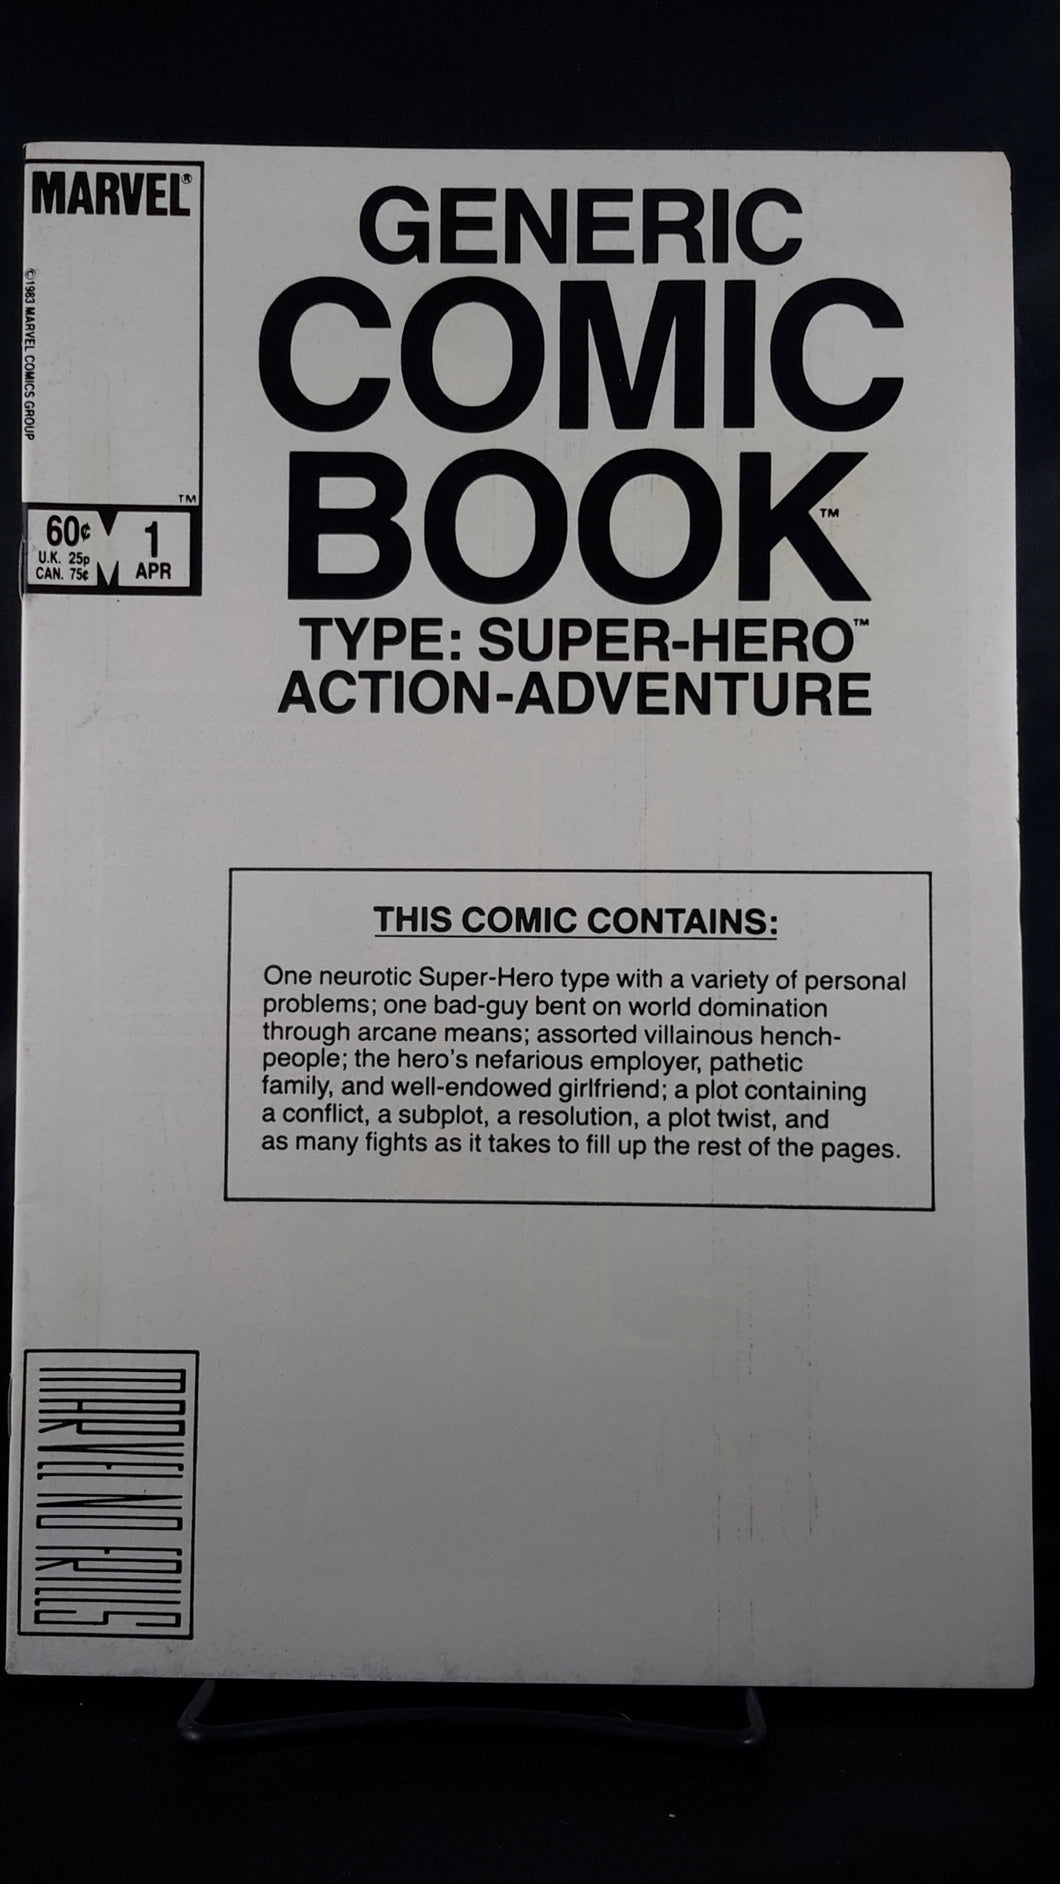 MARVEL®
©1983 MARVEL COMICS GROUP
TM
60¢
U.K. 25p
CAN. 75¢
M
1
APR
GENERIC
COMIC
BOOK™
TYPE: SUPER-HERO™
ACTION-ADVENTURE
THIS COMIC CONTAINS:
One neurotic Super-Hero type with a variety of personal
problems; one bad-guy bent on world domination
through arcane means; assorted villainous hench-
people; the hero's nefarious employer, pathetic
family, and well-endowed girlfriend; a plot containing
a conflict, a subplot, a resolution, a plot twist, and
as many fights as it takes to fill up the rest of the pages.
MARVEL NO FRILLS